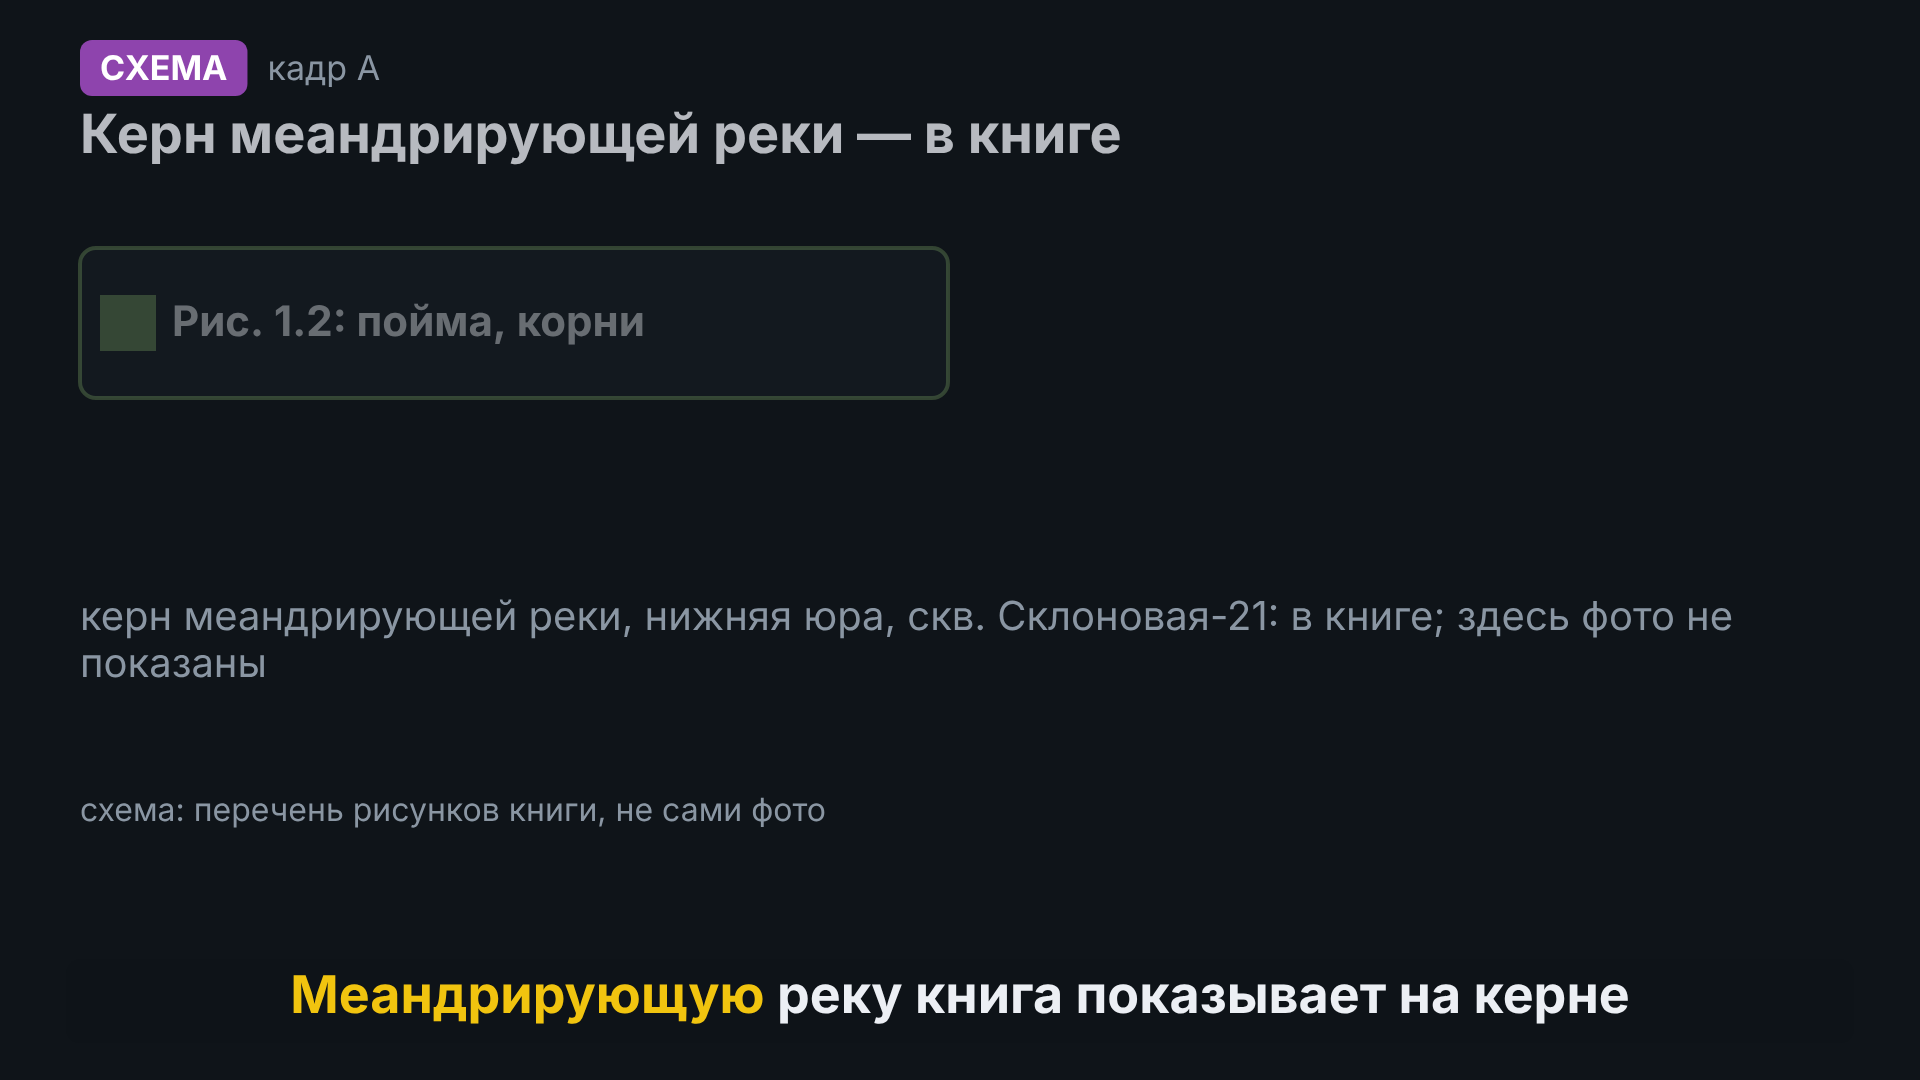 СХЕМА кадр A
Керн меандрирующей реки — в книге
Рис. 1.2: пойма, корни
керн меандрирующей реки, нижняя юра, скв. Склоновая-21: в книге; здесь фото не
показаны
схема: перечень рисунков книги, не сами фото
Меандрирующую реку книга показывает на керне